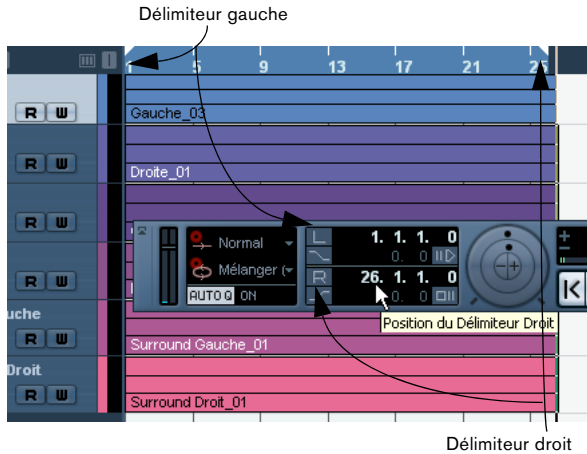 Délimiteur gauche
1 5 9 13 17 21 25
R W
Gauche_03
R W
Droite_01
R W
Normal
L 1. 1. 1. 0
0. 0
R W
Mélanger (-
R 26. 1. 1. 0
AUTO Q ON
0. 0
Position du Délimiteur Droit
uche
R W
Surround Gauche_01
Droit
R W
Surround Droit_01
Délimiteur droit